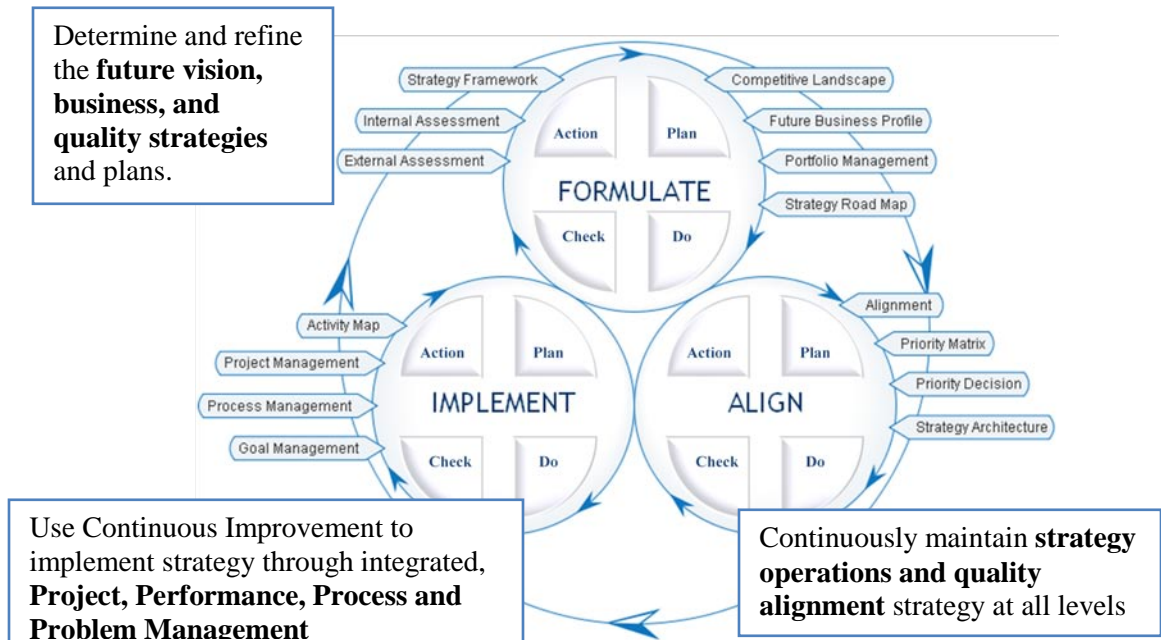 Determine and refine
the future vision,
business, and
quality strategies
and plans.
Strategy Framework
Internal Assessment
External Assessment
Competitive Landscape
Future Business Profile
Portfolio Management
Strategy Road Map
Action
Plan
FORMULATE
Check
Do
Activity Map
Project Management
Process Management
Goal Management
Action
Plan
IMPLEMENT
Check
Do
Alignment
Priority Matrix
Priority Decision
Strategy Architecture
Action
Plan
ALIGN
Check
Do
Use Continuous Improvement to
implement strategy through integrated,
Project, Performance, Process and
Problem Management
Continuously maintain strategy
operations and quality
alignment strategy at all levels